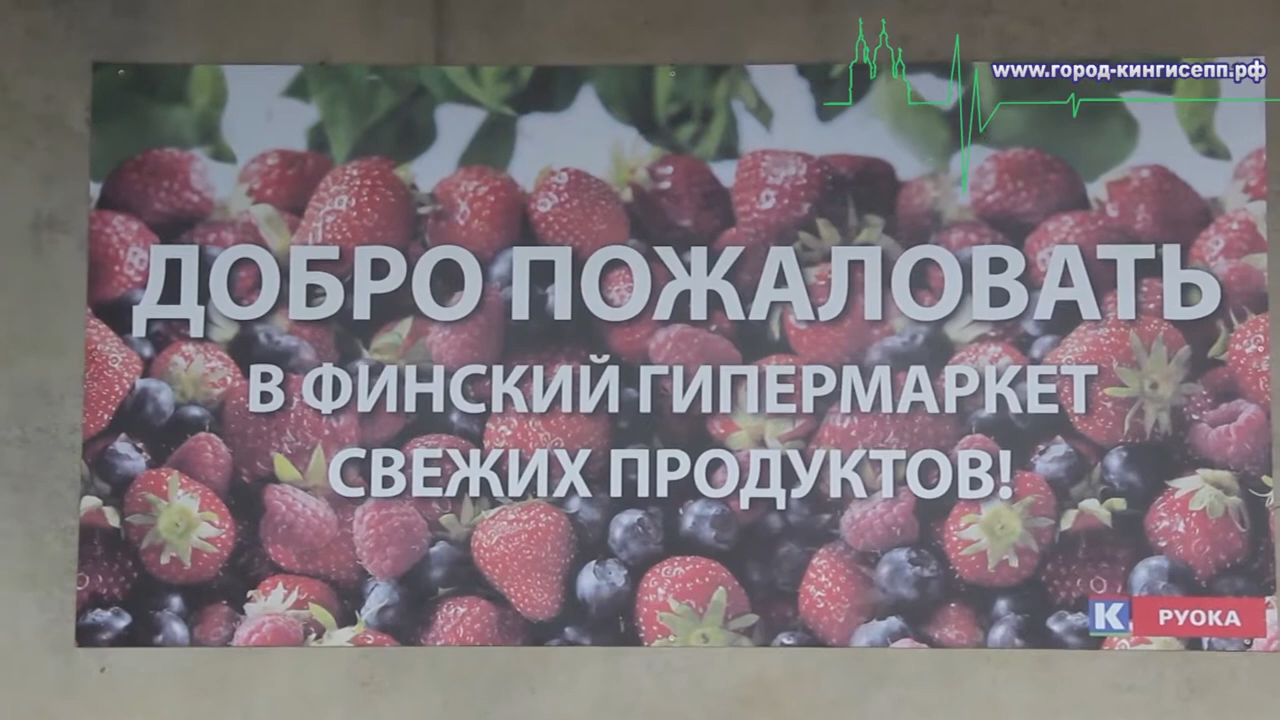 www.город-кингисепп.рф
ДОБРО ПОЖАЛОВАТЬ
В ФИНСКИЙ ГИПЕРМАРКЕТ
СВЕЖИХ ПРОДУКТОВ!
K РУОКА